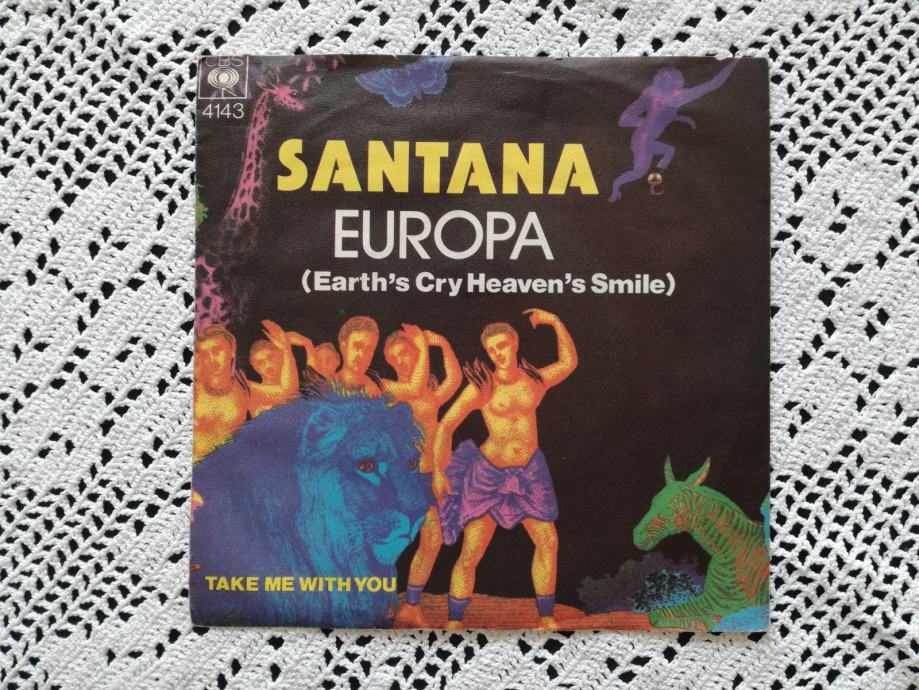 CBS
4143
SANTANA
EUROPA
(Earth's Cry Heaven's Smile)
TAKE ME WITH YOU